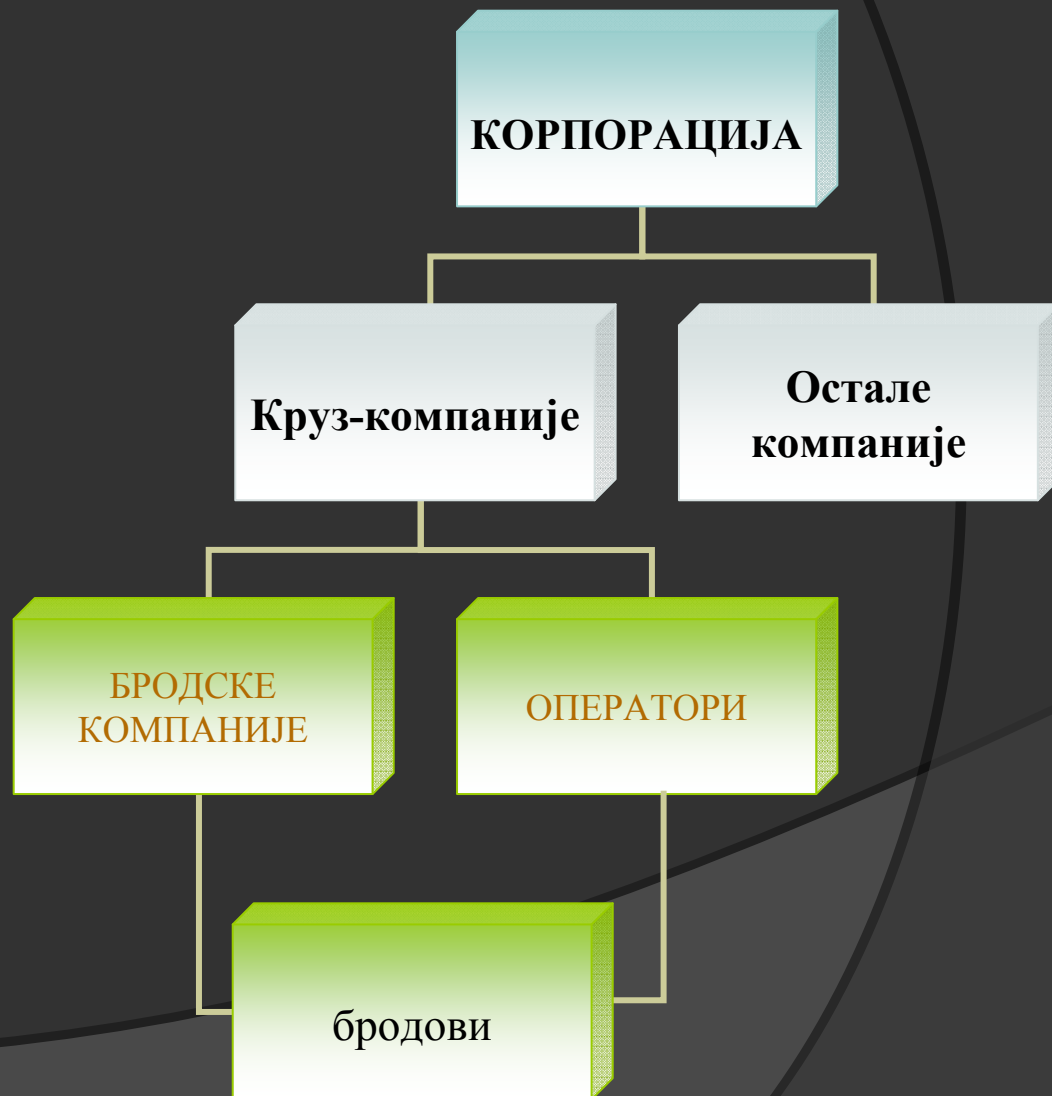 КОРПОРАЦИЈА
Круз-компаније
Остале
компаније
БРОДСКЕ
КОМПАНИЈЕ
ОПЕРАТОРИ
бродови